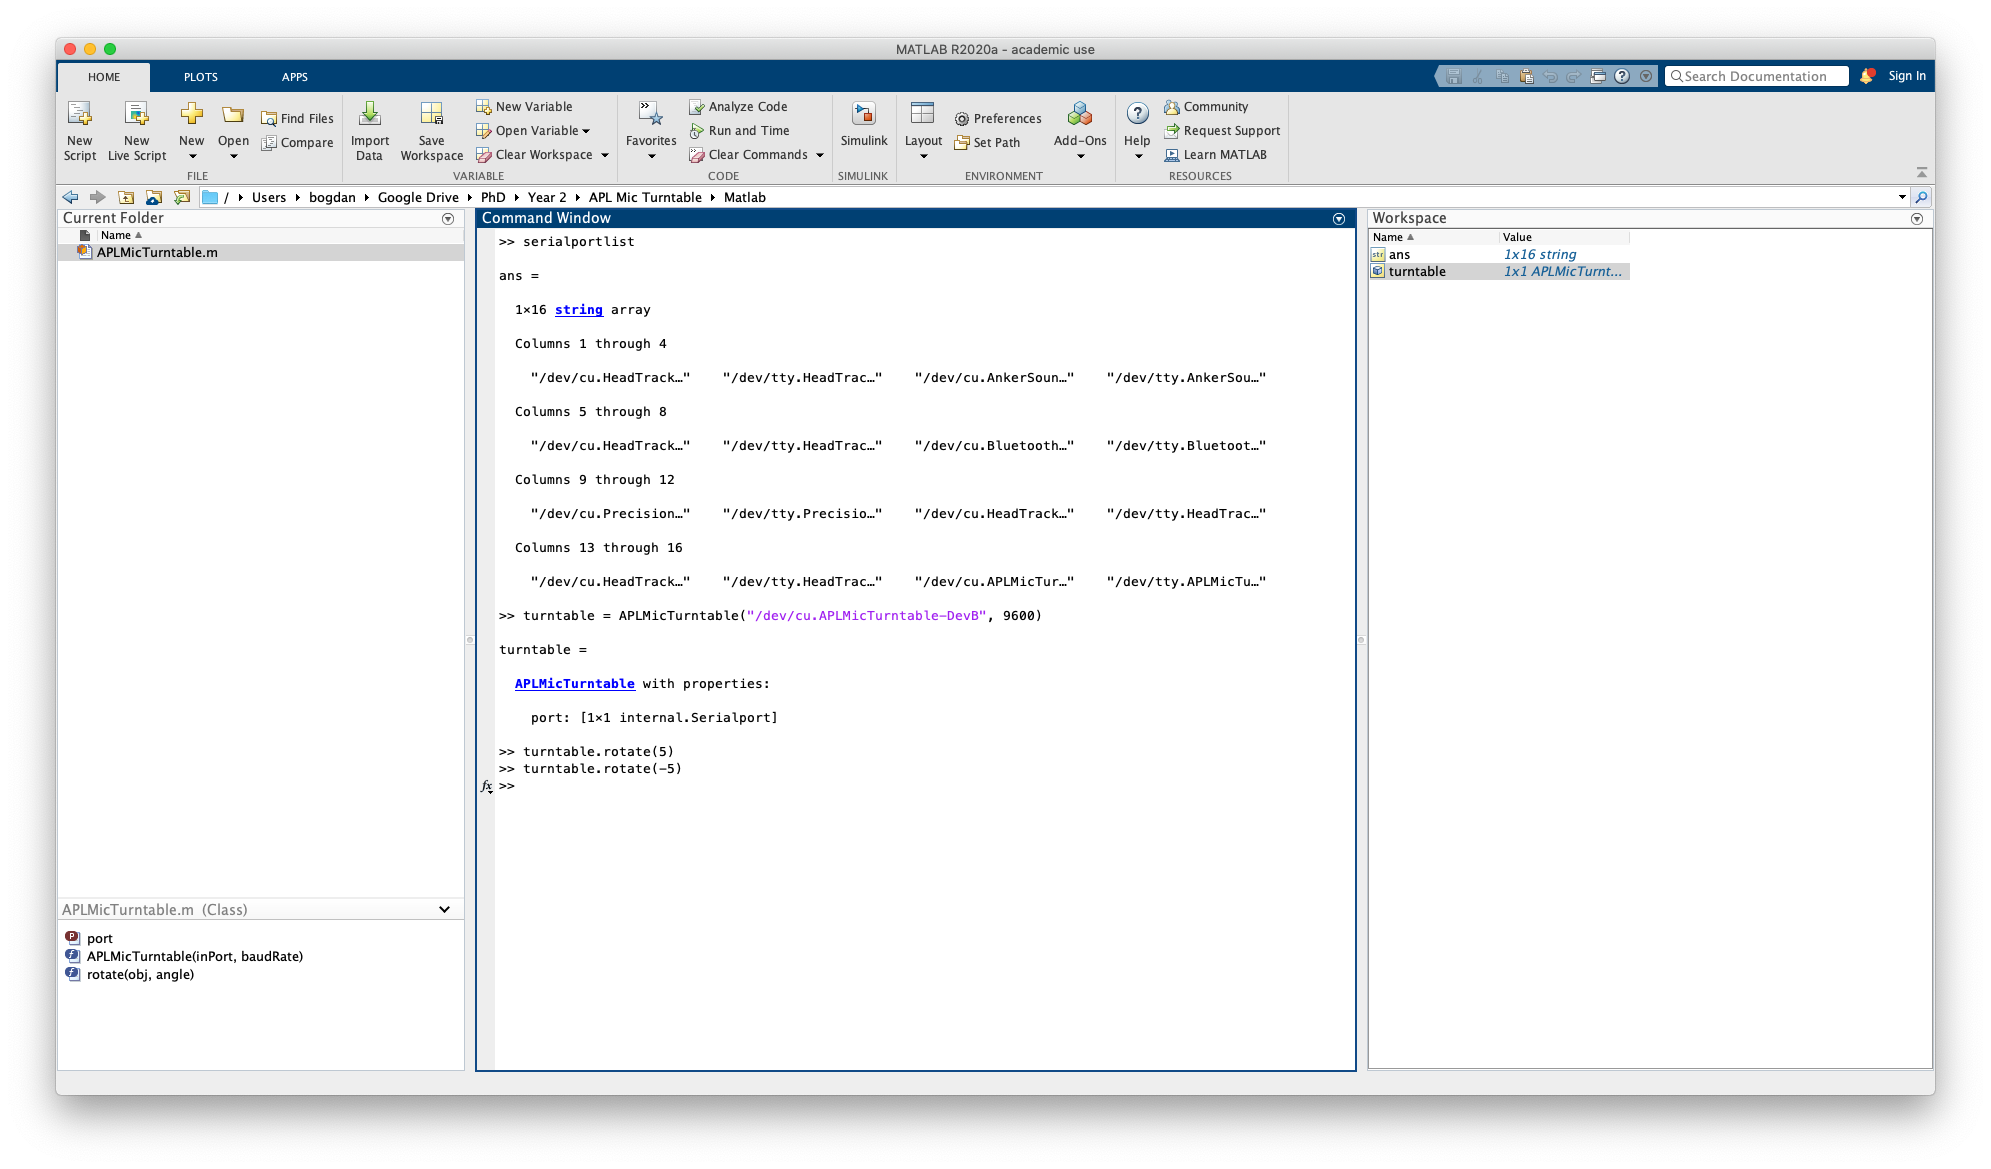 MATLAB R2020a - academic use
HOME PLOTS APPS
Search Documentation
Sign In
New Script
New Live Script
New
Open
Find Files
Compare
FILE
Import Data
Save Workspace
New Variable
Open Variable
Clear Workspace
VARIABLE
Favorites
Analyze Code
Run and Time
Clear Commands
CODE
Simulink
SIMULINK
Layout
Preferences
Set Path
Add-Ons
ENVIRONMENT
Help
Community
Request Support
Learn MATLAB
RESOURCES
/ Users bogdan Google Drive PhD Year 2 APL Mic Turntable Matlab
Current Folder
Name
APLMicTurntable.m
APLMicTurntable.m (Class)
port
APLMicTurntable(inPort, baudRate)
rotate(obj, angle)
Command Window
>> serialportlist
ans =
1×16 string array
Columns 1 through 4
"/dev/cu.HeadTrack…" "/dev/tty.HeadTrac…" "/dev/cu.AnkerSoun…" "/dev/tty.AnkerSou…"
Columns 5 through 8
"/dev/cu.HeadTrack…" "/dev/tty.HeadTrac…" "/dev/cu.Bluetooth…" "/dev/tty.Bluetoot…"
Columns 9 through 12
"/dev/cu.Precision…" "/dev/tty.Precisio…" "/dev/cu.HeadTrack…" "/dev/tty.HeadTrac…"
Columns 13 through 16
"/dev/cu.HeadTrack…" "/dev/tty.HeadTrac…" "/dev/cu.APLMicTur…" "/dev/tty.APLMicTu…"
>> turntable = APLMicTurntable("/dev/cu.APLMicTurntable-DevB", 9600)
turntable =
APLMicTurntable with properties:
port: [1×1 internal.Serialport]
>> turntable.rotate(5)
>> turntable.rotate(-5)
fx >>
Workspace
Name Value
ans 1x16 string
turntable 1x1 APLMicTurnt...